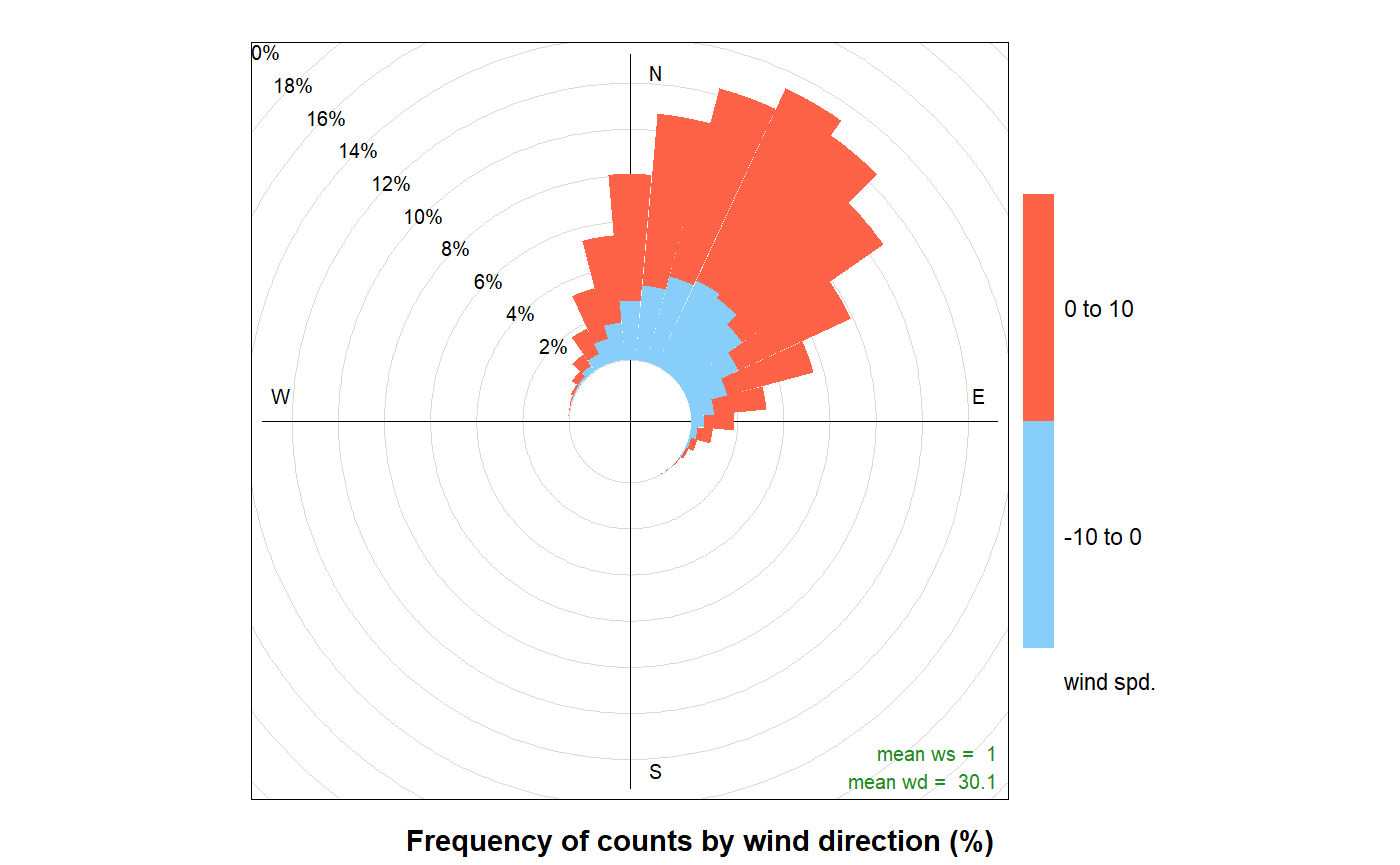 0%
18%
16%
14%
12%
10%
8%
6%
4%
2%
N
W
E
S
0 to 10
-10 to 0
wind spd.
mean ws = 1
mean wd = 30.1
Frequency of counts by wind direction (%)